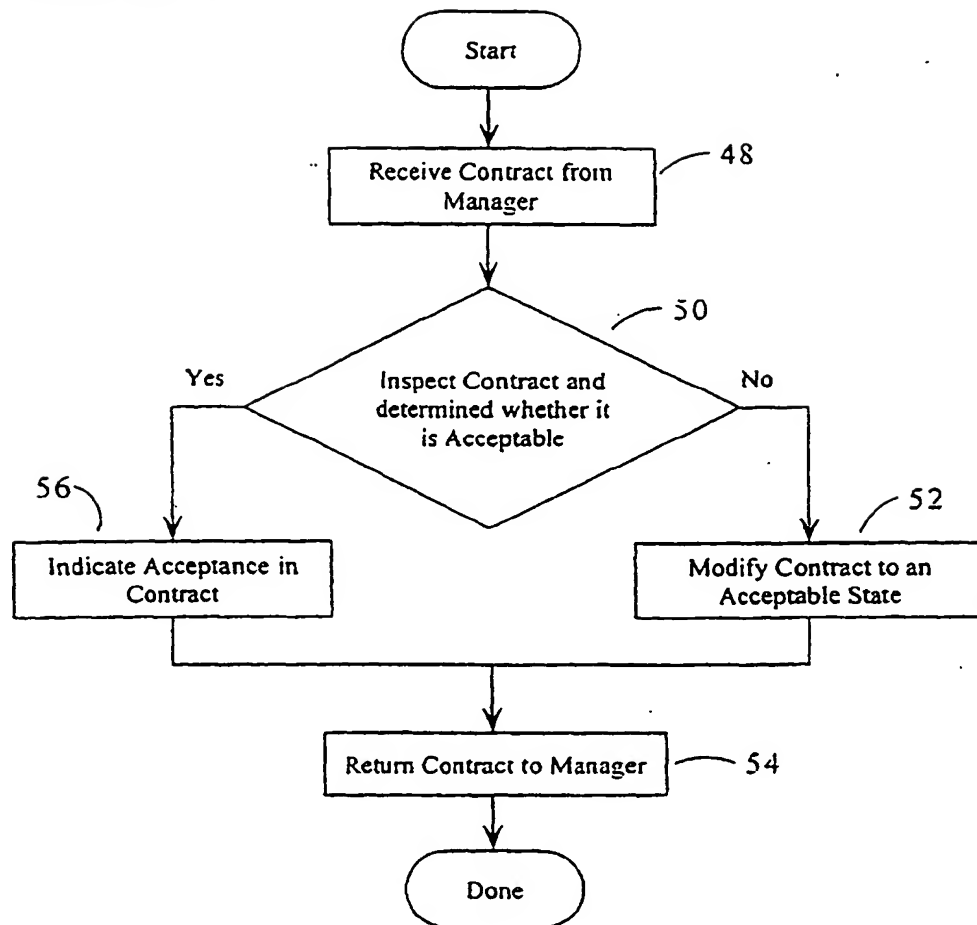 Start
Receive Contract from
Manager
48
50
Yes
Inspect Contract and
determined whether it
is Acceptable
No
56
Indicate Acceptance in
Contract
52
Modify Contract to an
Acceptable State
Return Contract to Manager
54
Done